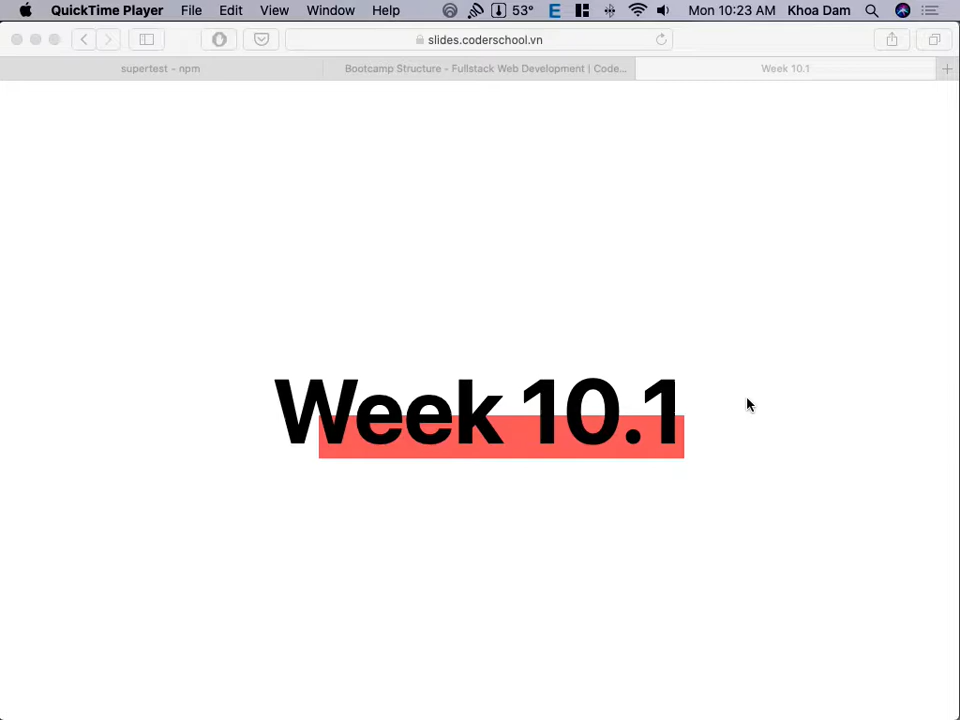 QuickTime Player File Edit View Window Help 53° Mon 10:23 AM Khoa Dam
slides.coderschool.vn
supertest - npm Bootcamp Structure - Fullstack Web Development | Code... Week 10.1
Week 10.1